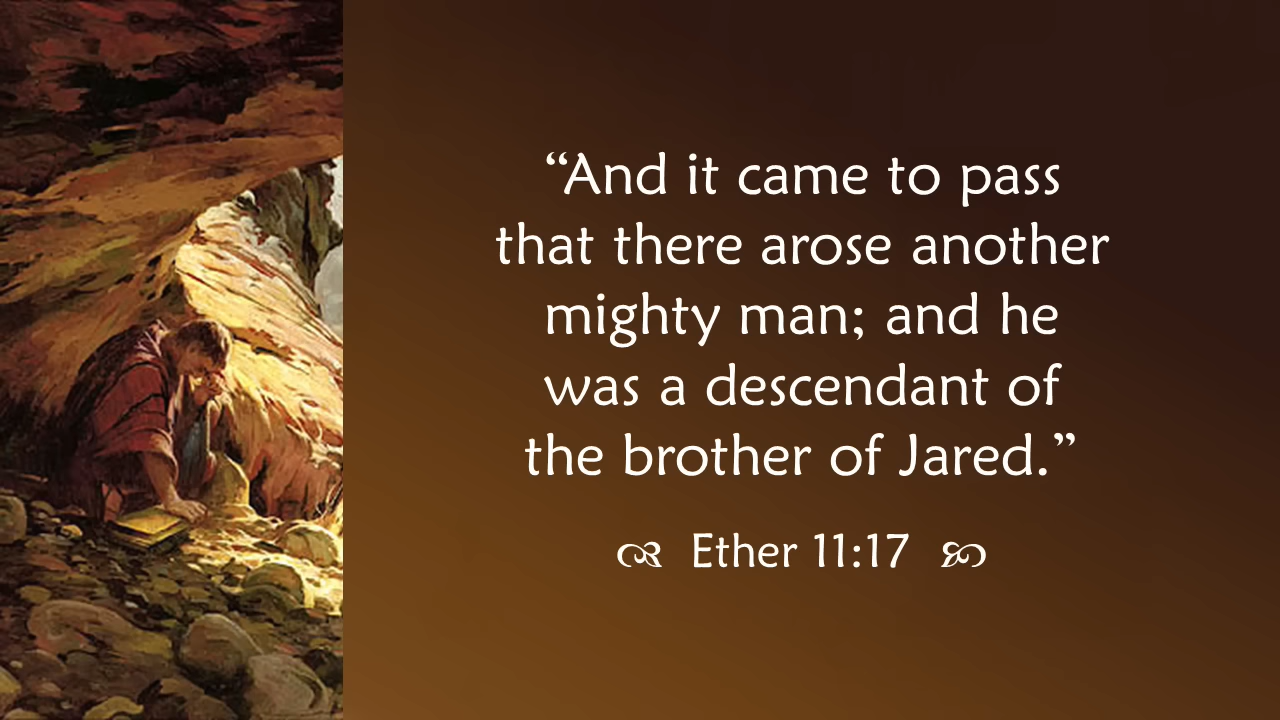 “And it came to pass
that there arose another
mighty man; and he
was a descendant of
the brother of Jared.”
Ether 11:17